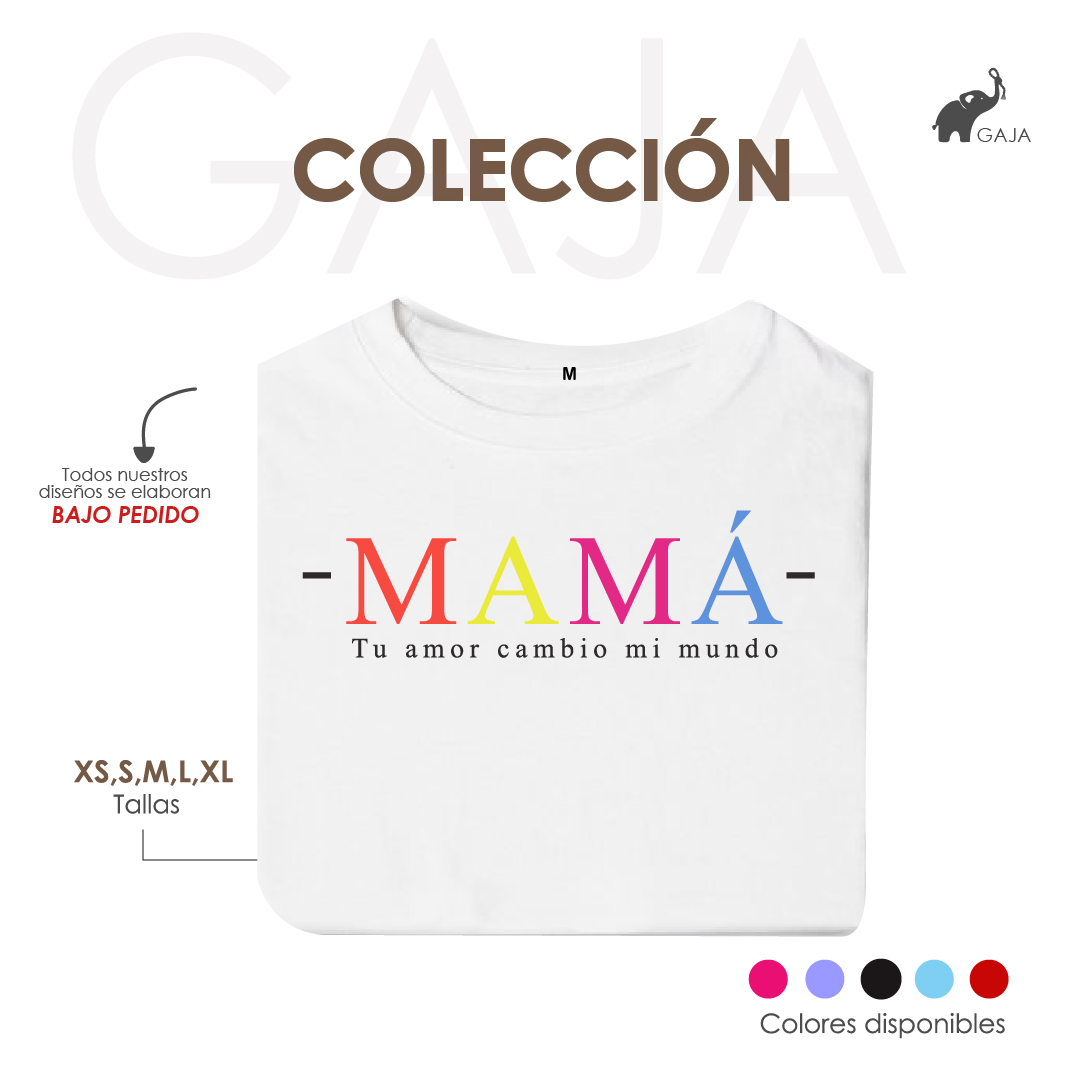 GAJA
COLECCIÓN
GAJA
M
Todos nuestros
diseños se elaboran
BAJO PEDIDO
-MAMÁ-
Tu amor cambio mi mundo
XS,S,M,L,XL
Tallas
Colores disponibles